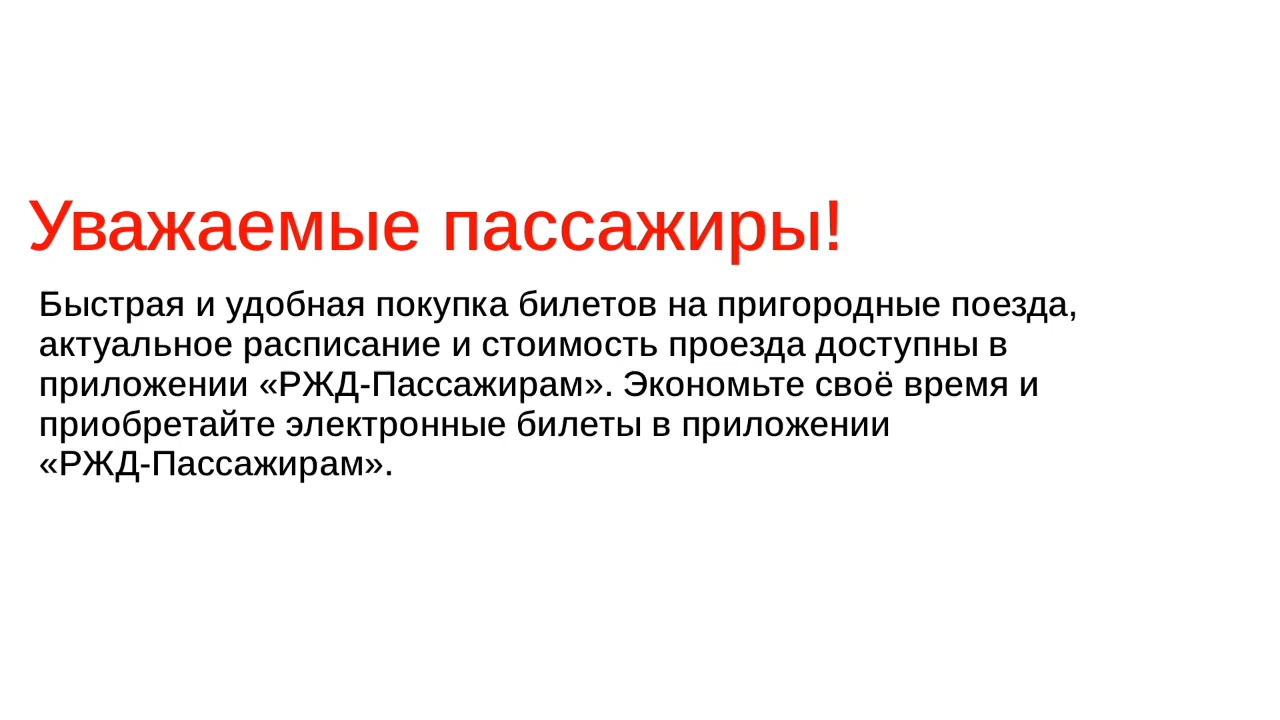 Уважаемые пассажиры!
Быстрая и удобная покупка билетов на пригородные поезда,
актуальное расписание и стоимость проезда доступны в
приложении «РЖД-Пассажирам». Экономьте своё время и
приобретайте электронные билеты в приложении
«РЖД-Пассажирам».